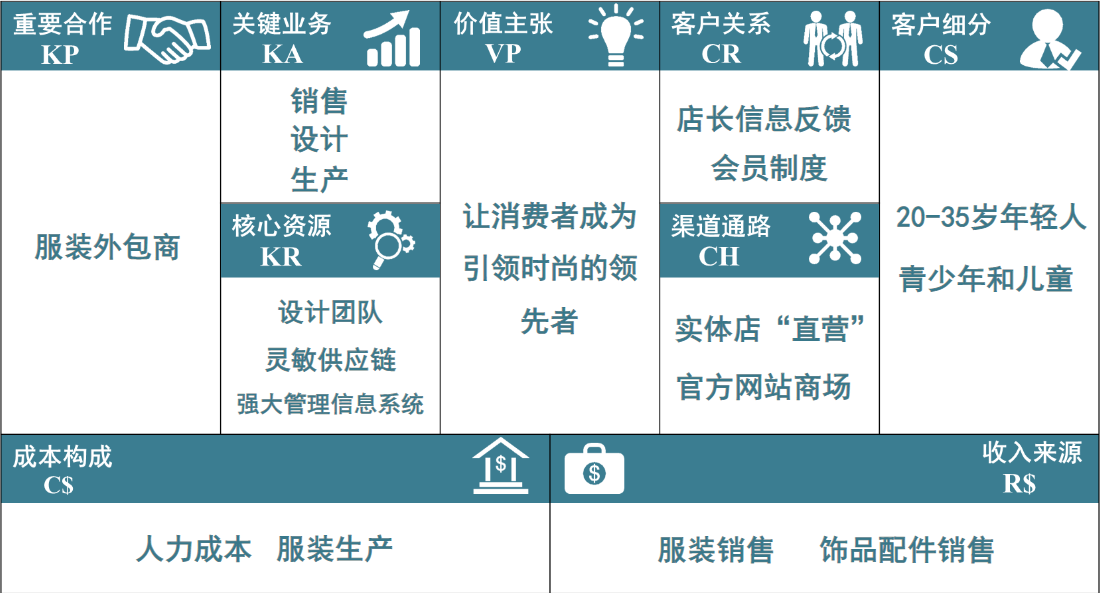 重要合作
KP
服装外包商
关键业务
KA
销售
设计
生产
核心资源
KR
设计团队
灵敏供应链
强大管理信息系统
价值主张
VP
让消费者成为
引领时尚的领
先者
客户关系
CR
店长信息反馈
会员制度
渠道通路
CH
实体店“直营”
官方网站商场
客户细分
CS
20-35岁年轻人
青少年和儿童
成本构成
C$
$
人力成本 服装生产
$
收入来源
R$
服装销售 饰品配件销售